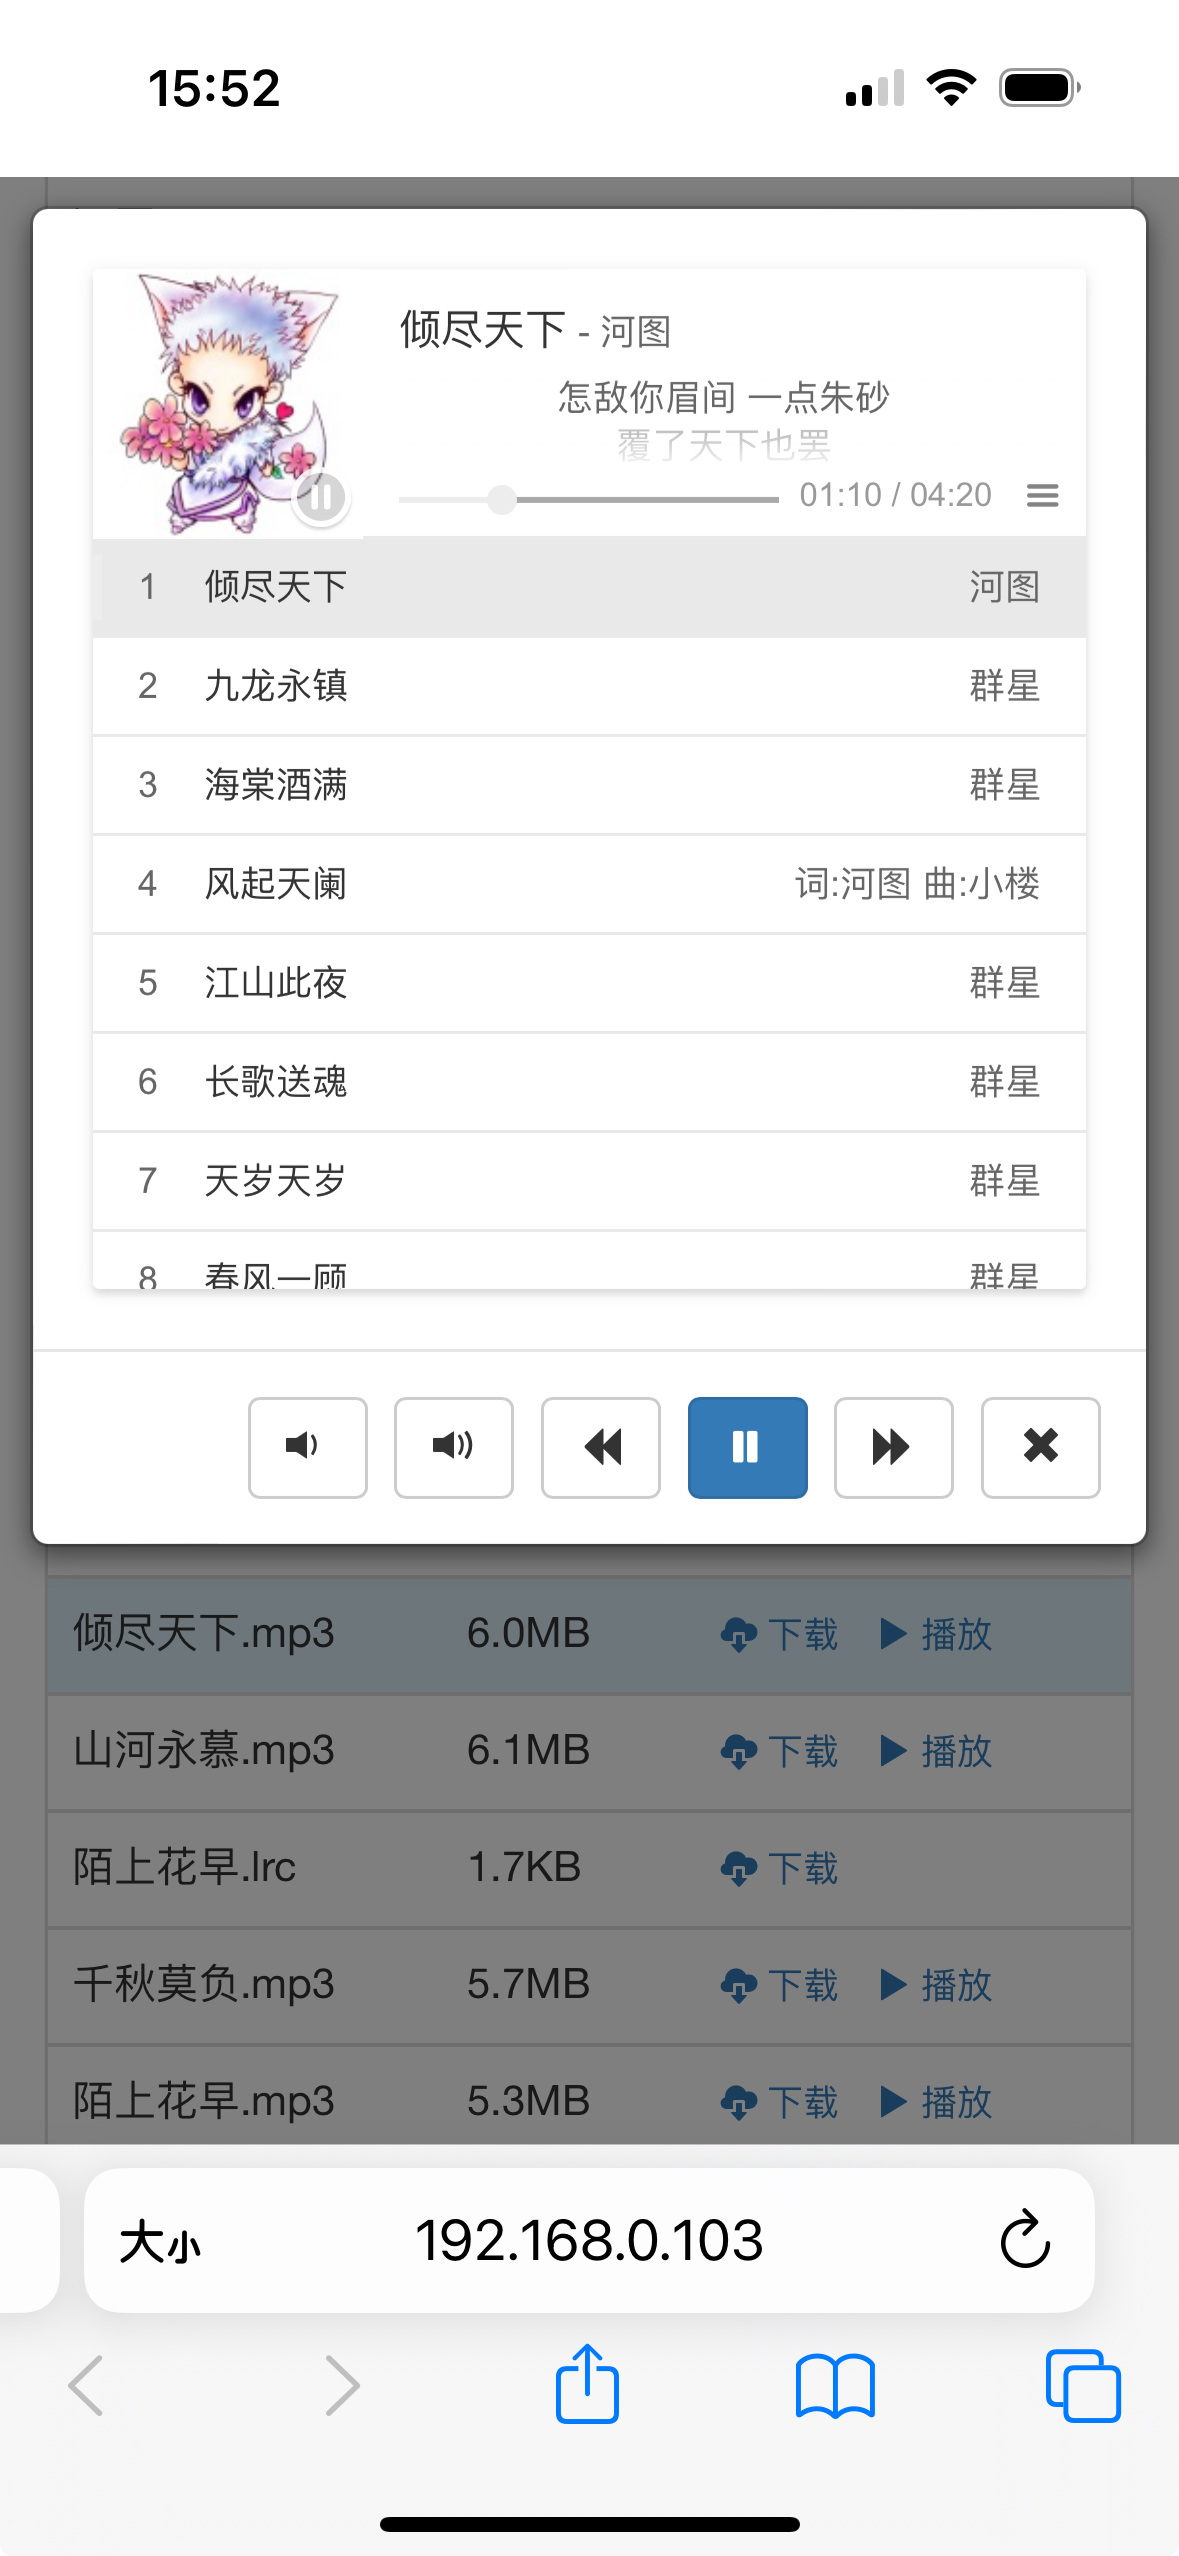 15:52
倾尽天下 - 河图
怎敌你眉间 一点朱砂
覆了天下也罢
01:10 / 04:20
1 倾尽天下 河图
2 九龙永镇 群星
3 海棠酒满 群星
4 风起天阑 词:河图 曲:小楼
5 江山此夜 群星
6 长歌送魂 群星
7 天岁天岁 群星
8 春风一顾 群星
倾尽天下.mp3 6.0MB 下载 播放
山河永慕.mp3 6.1MB 下载 播放
陌上花早.lrc 1.7KB 下载
千秋莫负.mp3 5.7MB 下载 播放
陌上花早.mp3 5.3MB 下载 播放
大小 192.168.0.103